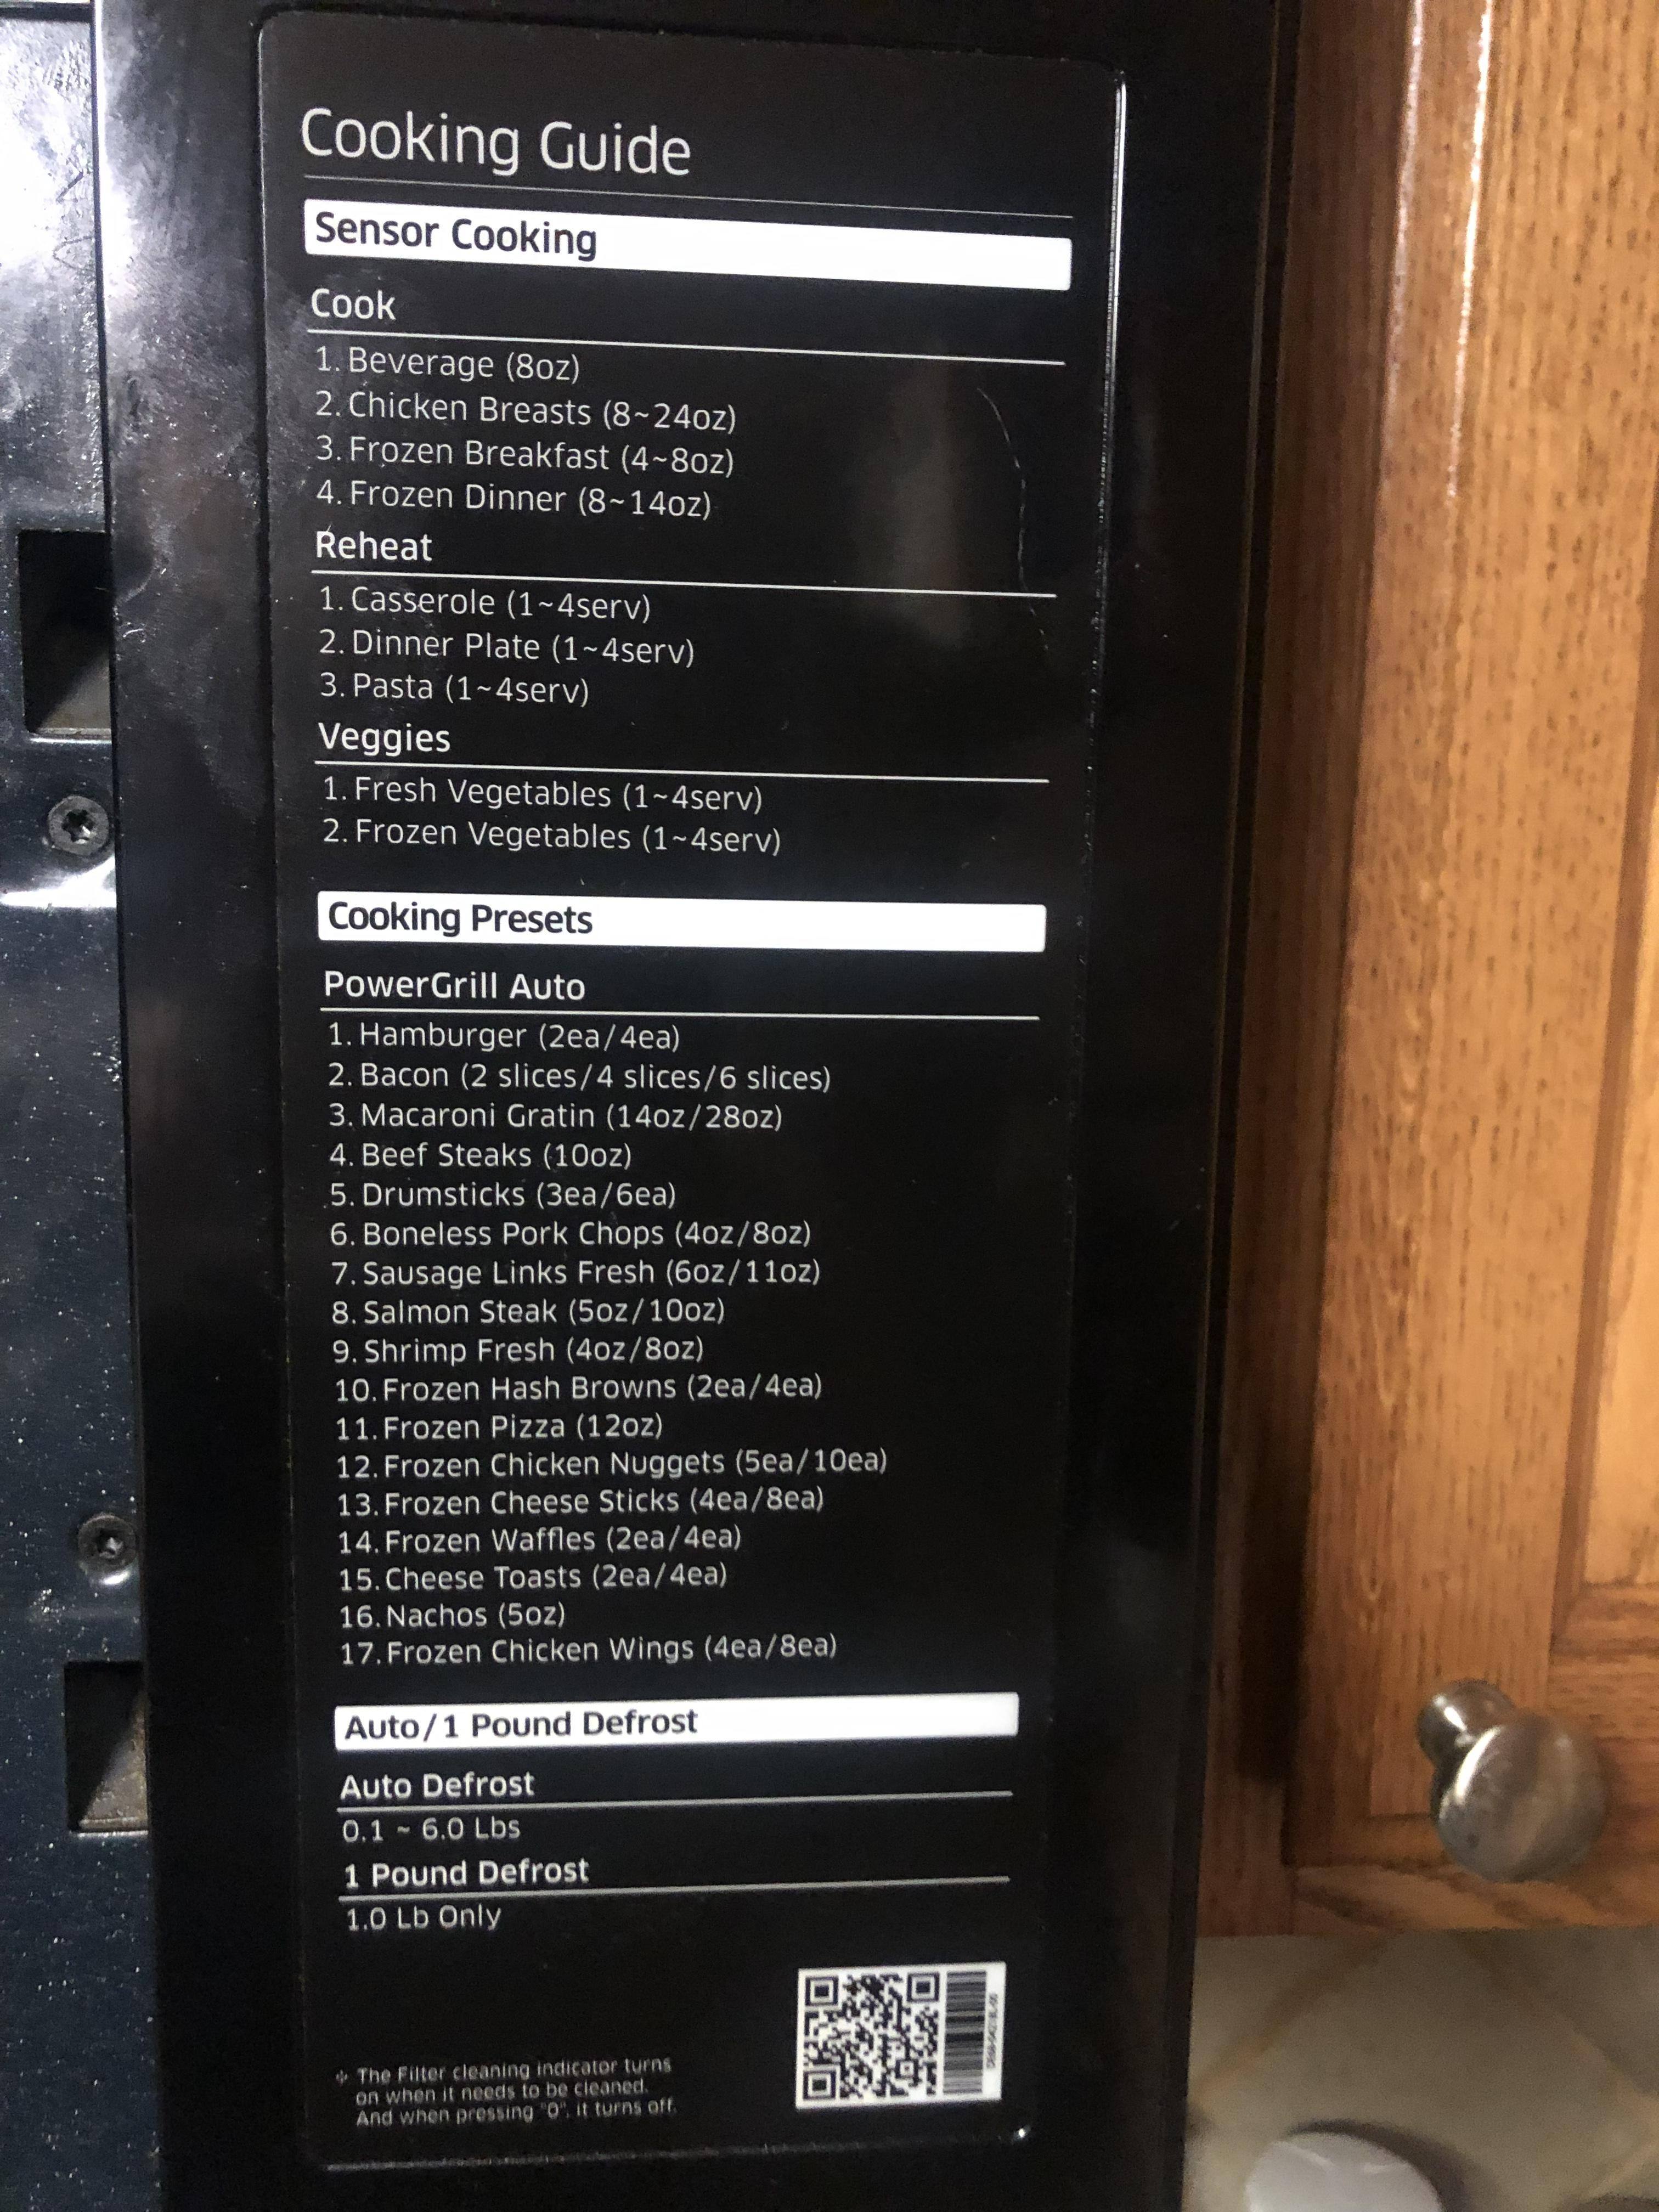 Cooking Guide
Sensor Cooking
Cook
1. Beverage (8oz)
2. Chicken Breasts (8~24oz)
3. Frozen Breakfast (4~8oz)
4. Frozen Dinner (8~14oz)
Reheat
1. Casserole (1~4serv)
2. Dinner Plate (1~4serv)
3. Pasta (1~4serv)
Veggies
1. Fresh Vegetables (1~4serv)
2. Frozen Vegetables (1~4serv)
Cooking Presets
PowerGrill Auto
1. Hamburger (2ea/4ea)
2. Bacon (2 slices/4 slices/6 slices)
3. Macaroni Gratin (14oz/28oz)
4. Beef Steaks (10oz)
5. Drumsticks (3ea/6ea)
6. Boneless Pork Chops (4oz/8oz)
7. Sausage Links Fresh (6oz/11oz)
8. Salmon Steak (5oz/10oz)
9. Shrimp Fresh (4oz/8oz)
10. Frozen Hash Browns (2ea/4ea)
11. Frozen Pizza (12oz)
12. Frozen Chicken Nuggets (5ea/10ea)
13. Frozen Cheese Sticks (4ea/8ea)
14. Frozen Waffles (2ea/4ea)
15. Cheese Toasts (2ea/4ea)
16. Nachos (5oz)
17. Frozen Chicken Wings (4ea/8ea)
Auto/1 Pound Defrost
Auto Defrost
0.1 ~ 6.0 Lbs
1 Pound Defrost
1.0 Lb Only
※ The Filter cleaning indicator turns
on when it needs to be cleaned.
And when pressing "0", it turns off.